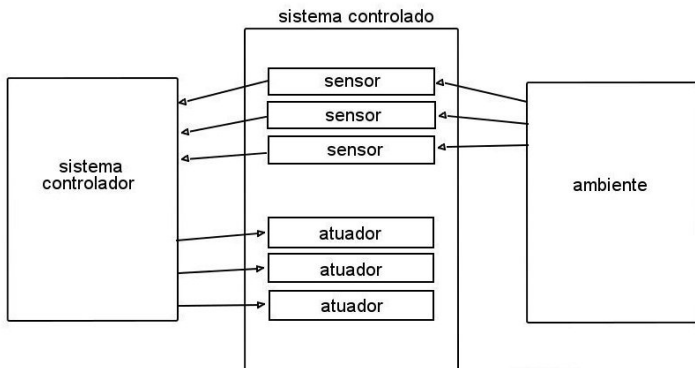 sistema controlado
sensor
sensor
sensor
sistema
controlador
ambiente
atuador
atuador
atuador